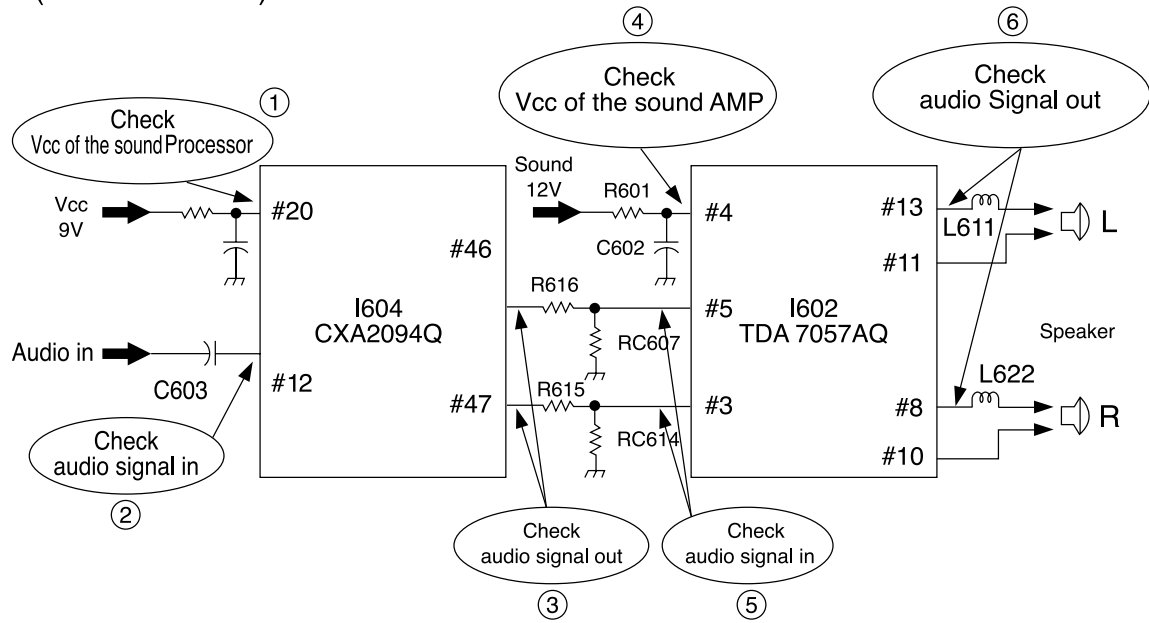 ④
⑥
Check
Vcc of the sound AMP
Check
audio Signal out
①
Check
Vcc of the sound Processor
Sound
12V
R601
Vcc
9V
#20
#4
#13
L611
L
C602
#46
#11
R616
I604
CXA2094Q
#5
I602
TDA 7057AQ
Speaker
Audio in
RC607
C603
#12
R615
L622
#47
#3
#8
R
RC614
#10
Check
audio signal in
②
Check
audio signal out
Check
audio signal in
③
⑤